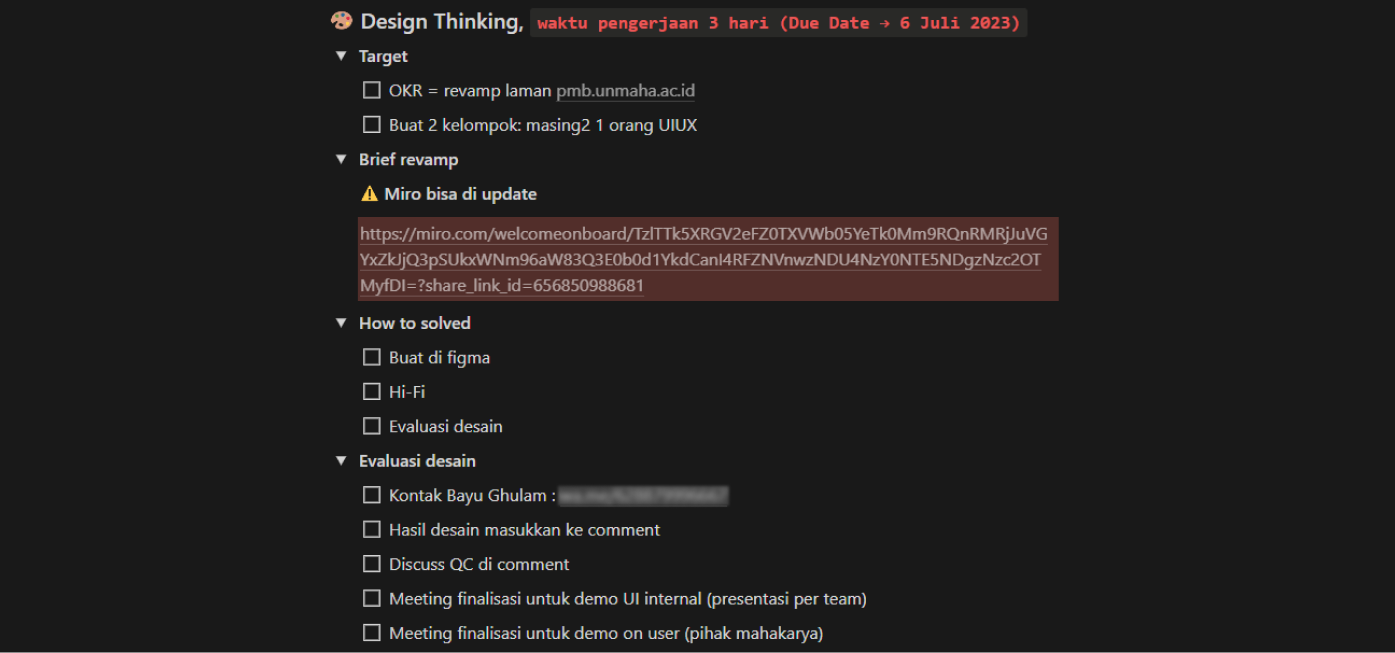 Design Thinking, waktu pengerjaan 3 hari (Due Date → 6 Juli 2023)
Target
OKR = revamp laman pmb.unmaha.ac.id
Buat 2 kelompok: masing2 1 orang UIUX
Brief revamp
Miro bisa di update
https://miro.com/welcomeonboard/TzlTTk5XRGV2eFZ0TXVWb05YeTk0Mm9RQnRMRjJuVG
YxZkJjQ3pSUkxWNm96aW83Q3E0b0d1YkdCanI4RFZNVnwzNDU4NzY0NTE5NDgzNzc2OT
MyfDI=?share_link_id=656850988681
How to solved
Buat di figma
Hi-Fi
Evaluasi desain
Evaluasi desain
Kontak Bayu Ghulam :
Hasil desain masukkan ke comment
Discuss QC di comment
Meeting finalisasi untuk demo UI internal (presentasi per team)
Meeting finalisasi untuk demo on user (pihak mahakarya)